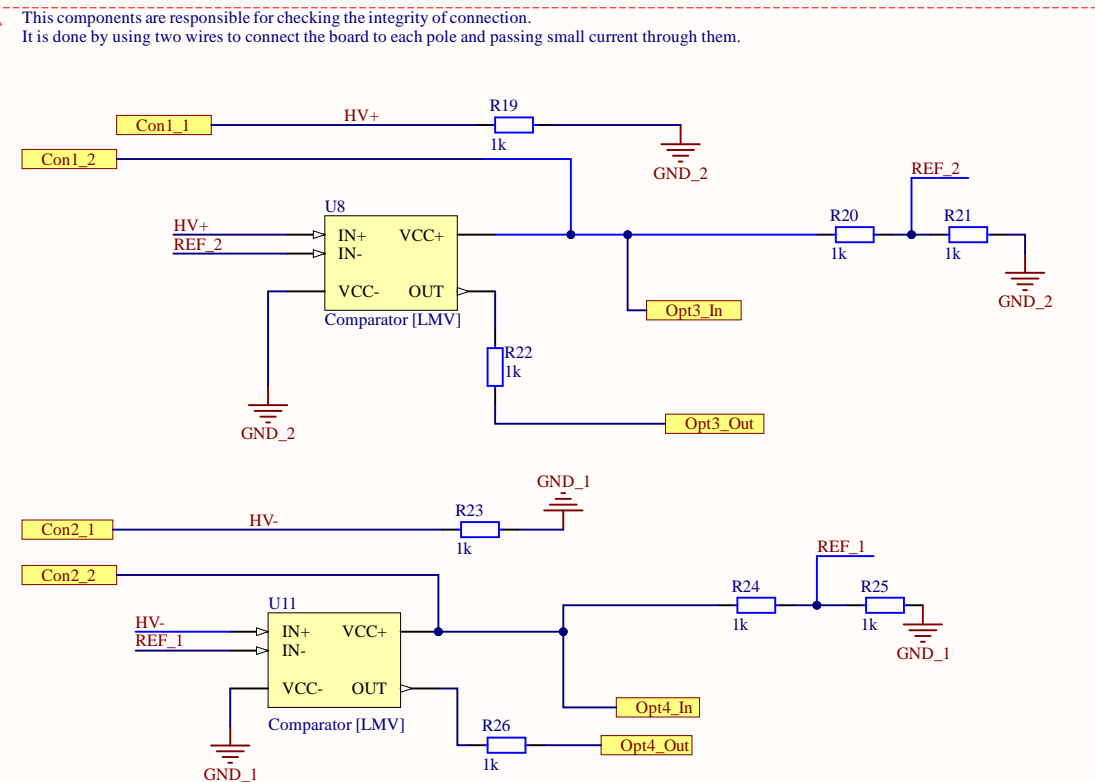 This components are responsible for checking the integrity of connection.
It is done by using two wires to connect the board to each pole and passing small current through them.
R19
HV+
Con1_1
1k
Con1_2
GND_2
REF_2
U8
R20
R21
HV+
IN+
VCC+
REF_2
IN-
1k
1k
VCC-
OUT
GND_2
Opt3_In
Comparator [LMV]
R22
1k
Opt3_Out
GND_2
GND_1
R23
HV-
Con2_1
1k
REF_1
Con2_2
R24
R25
U11
HV-
IN+
VCC+
1k
1k
REF_1
IN-
GND_1
VCC-
OUT
Opt4_In
Comparator [LMV]
R26
Opt4_Out
1k
GND_1